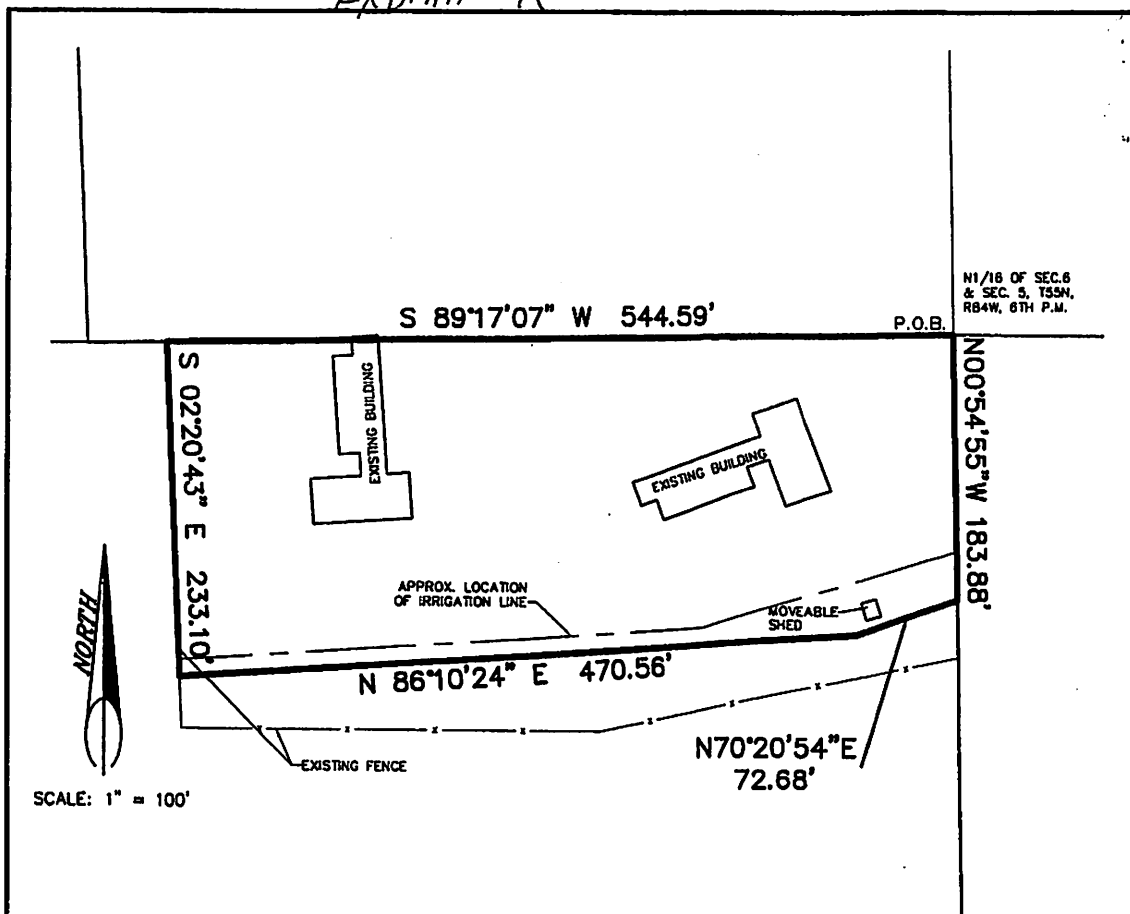 S 89°17'07" W 544.59'
P.O.B.
N1/16 OF SEC.6
& SEC. 5, T55N,
R84W, 6TH P.M.
S 02°20'43" E 233.10'
EXISTING BUILDING
EXISTING BUILDING
N00°54'55"W 183.88'
APPROX. LOCATION
OF IRRIGATION LINE
MOVEABLE
SHED
NORTH
N 86°10'24" E 470.56'
N70°20'54"E
72.68'
EXISTING FENCE
SCALE: 1" = 100'